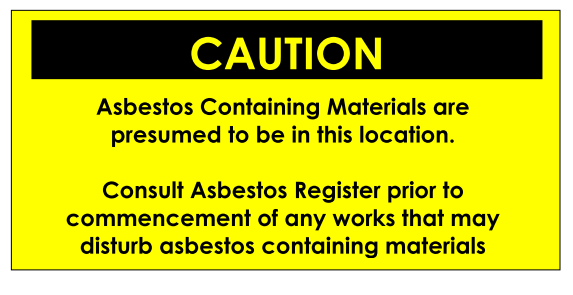 CAUTION
Asbestos Containing Materials are
presumed to be in this location.
Consult Asbestos Register prior to
commencement of any works that may
disturb asbestos containing materials